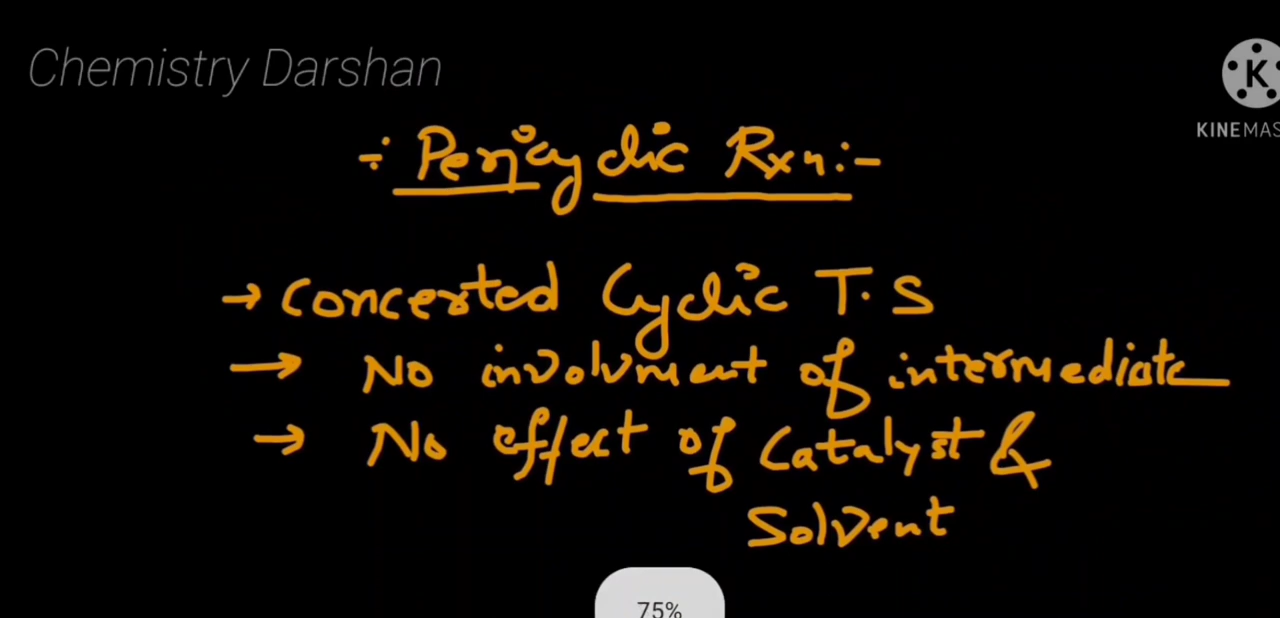 Chemistry Darshan
K
KINEMAS
÷ Pericyclic Rxn:-
→ Concerted Cyclic T.S
→ No involvment of intermediate
→ No effect of Catalyst &
Solvent
75%